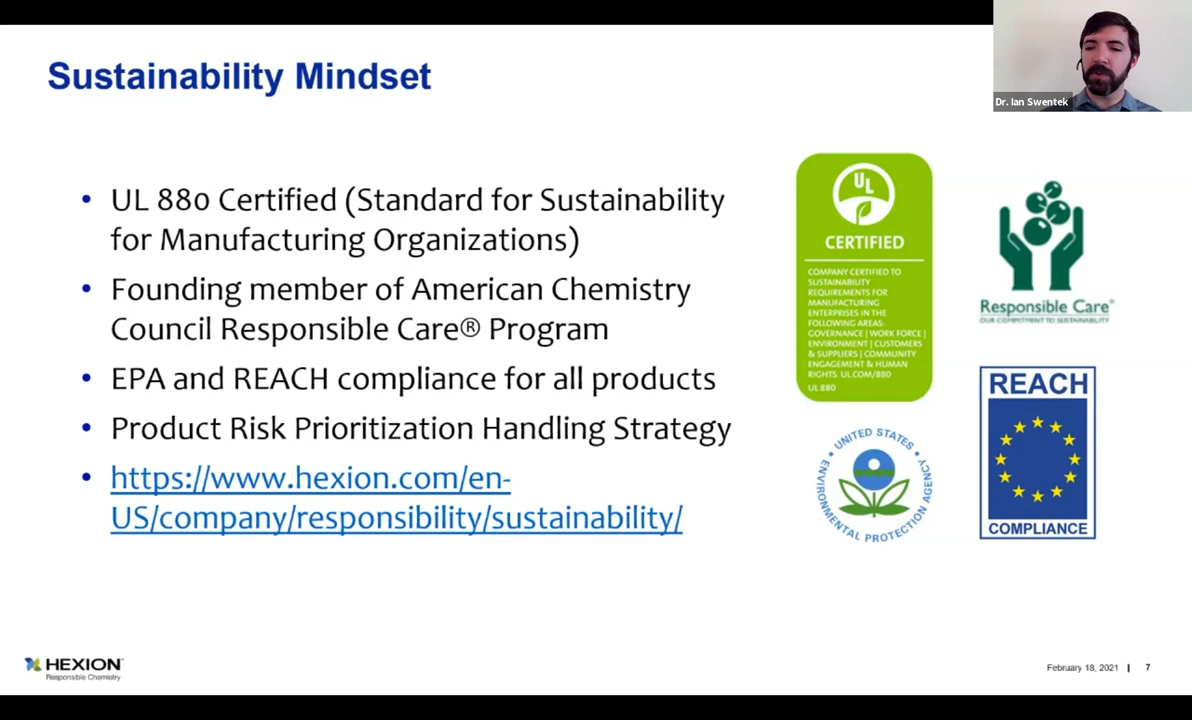 Sustainability Mindset
Dr. Ian Swentek
• UL 880 Certified (Standard for Sustainability
for Manufacturing Organizations)
• Founding member of American Chemistry
Council Responsible Care® Program
• EPA and REACH compliance for all products
• Product Risk Prioritization Handling Strategy
• https://www.hexion.com/en-
US/company/responsibility/sustainability/
UL
CERTIFIED
COMPANY CERTIFIED TO
SUSTAINABILITY
REQUIREMENTS FOR
MANUFACTURING
ENTERPRISES IN THE
FOLLOWING AREAS:
GOVERNANCE | WORK FORCE |
ENVIRONMENT | CUSTOMERS
& SUPPLIERS | COMMUNITY
ENGAGEMENT & HUMAN
RIGHTS. UL.COM/880
UL 880
Responsible Care®
OUR COMMITMENT TO SUSTAINABILITY
UNITED STATES
ENVIRONMENTAL PROTECTION AGENCY
REACH
COMPLIANCE
HEXION
Responsible Chemistry
February 18, 2021 | 7